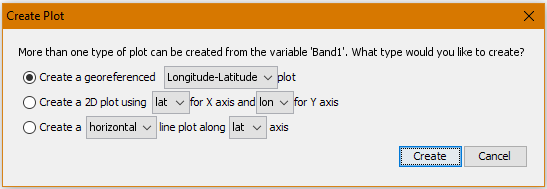 Create Plot
More than one type of plot can be created from the variable 'Band1'. What type would you like to create?
Create a georeferenced Longitude-Latitude plot
Create a 2D plot using lat for X axis and lon for Y axis
Create a horizontal line plot along lat axis
Create Cancel